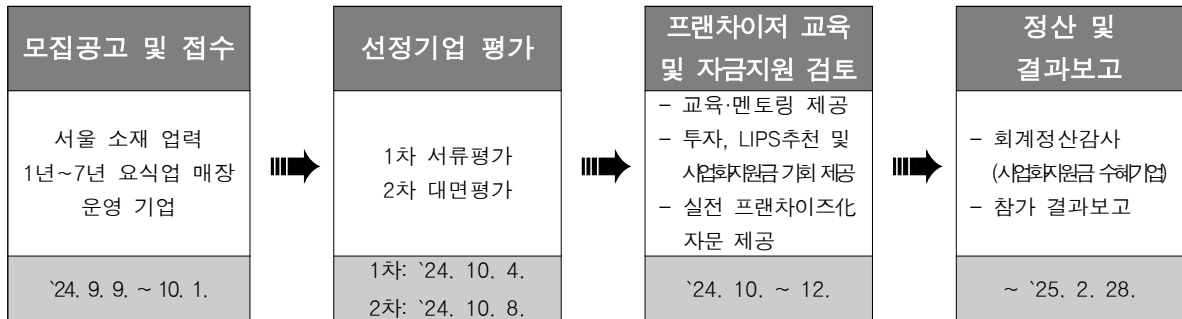 모집공고 및 접수
서울 소재 업력
1년~7년 요식업 매장
운영 기업
`24. 9. 9. ~ 10. 1.
선정기업 평가
1차 서류평가
2차 대면평가
1차: `24. 10. 4.
2차: `24. 10. 8.
프랜차이저 교육
및 자금지원 검토
- 교육·멘토링 제공
- 투자, LIPS추천 및
사업화지원금 기회 제공
- 실전 프랜차이즈化
자문 제공
`24. 10. ~ 12.
정산 및
결과보고
- 회계정산감사
(사업화지원금 수혜기업)
- 참가 결과보고
~ `25. 2. 28.